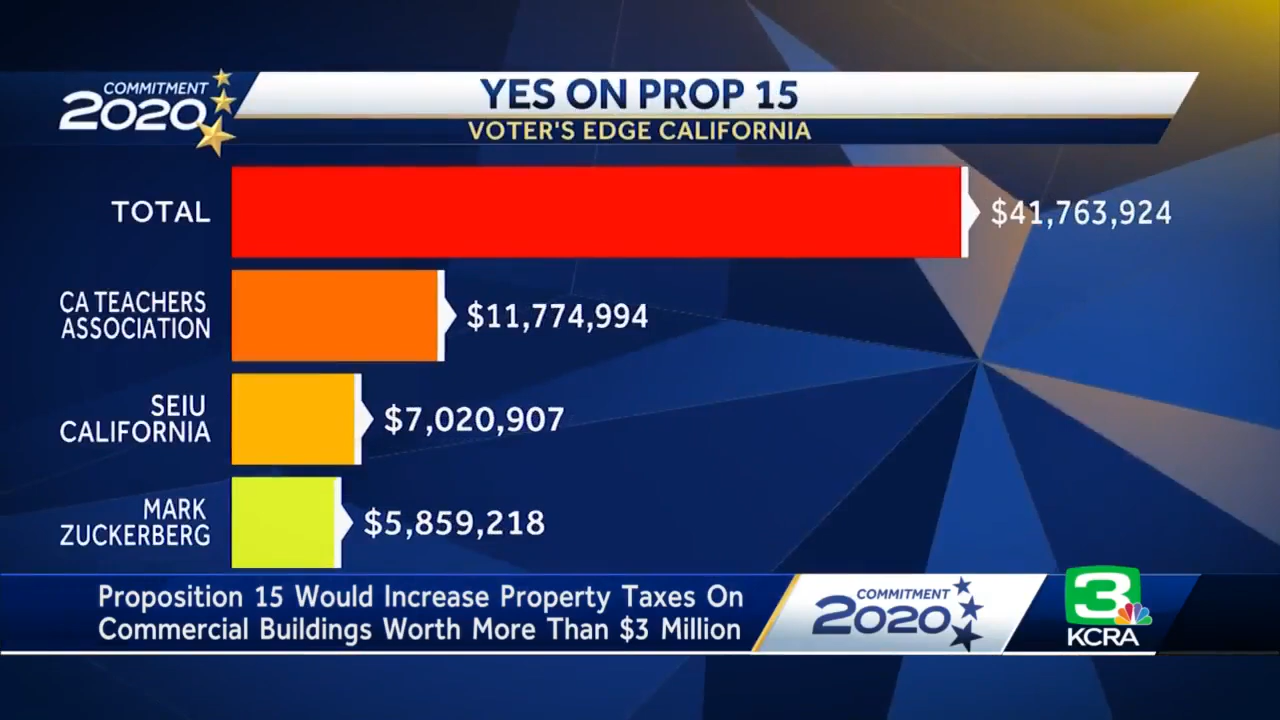 COMMITMENT
2020
YES ON PROP 15
VOTER'S EDGE CALIFORNIA
TOTAL
$41,763,924
CA TEACHERS
ASSOCIATION
$11,774,994
SEIU
CALIFORNIA
$7,020,907
MARK
ZUCKERBERG
$5,859,218
Proposition 15 Would Increase Property Taxes On
Commercial Buildings Worth More Than $3 Million
COMMITMENT
2020
3
KCRA